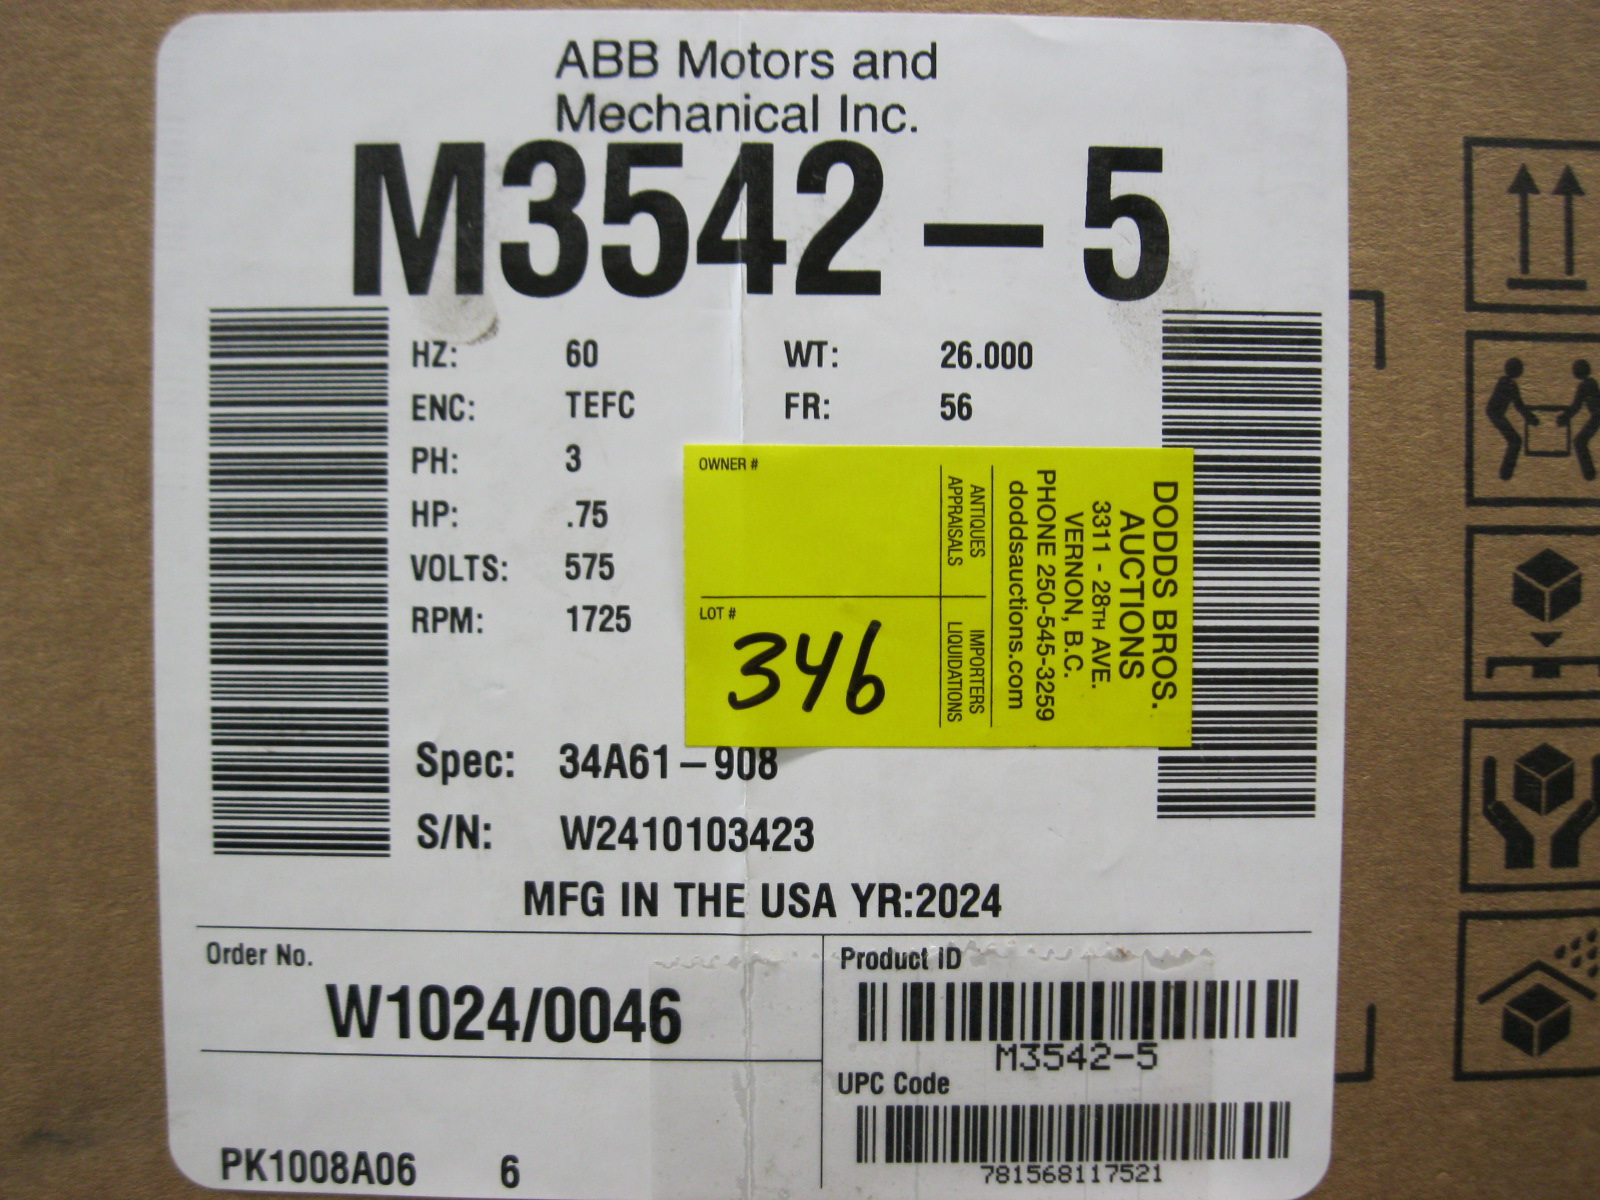 ABB Motors and
Mechanical Inc.
M3542-5
HZ: 60 WT: 26.000
ENC: TEFC FR: 56
PH: 3
HP: .75
VOLTS: 575
RPM: 1725
OWNER #
LOT #
346
ANTIQUES
APPRAISALS
IMPORTERS
LIQUIDATIONS
DODDS BROS.
AUCTIONS
3311 - 28TH AVE.
VERNON, B.C.
PHONE 250-545-3259
doddsauctions.com
Spec: 34A61-908
S/N: W2410103423
MFG IN THE USA YR:2024
Order No.
W1024/0046
Product ID
M3542-5
UPC Code
781568117521
PK1008A06 6